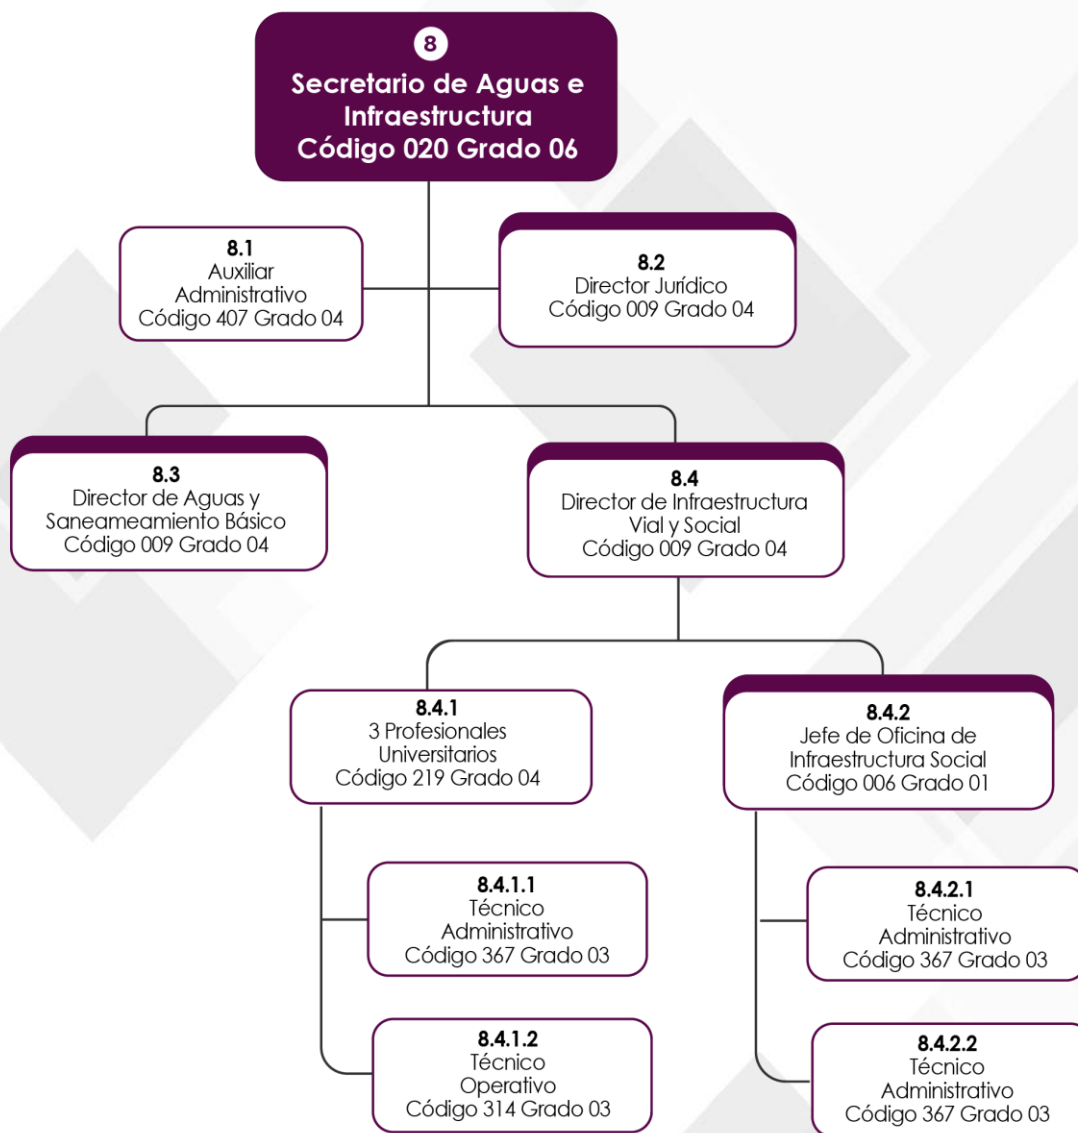 8
Secretario de Aguas e
Infraestructura
Código 020 Grado 06
8.1
Auxiliar
Administrativo
Código 407 Grado 04
8.2
Director Jurídico
Código 009 Grado 04
8.3
Director de Aguas y
Saneameamiento Básico
Código 009 Grado 04
8.4
Director de Infraestructura
Vial y Social
Código 009 Grado 04
8.4.1
3 Profesionales
Universitarios
Código 219 Grado 04
8.4.2
Jefe de Oficina de
Infraestructura Social
Código 006 Grado 01
8.4.1.1
Técnico
Administrativo
Código 367 Grado 03
8.4.2.1
Técnico
Administrativo
Código 367 Grado 03
8.4.1.2
Técnico
Operativo
Código 314 Grado 03
8.4.2.2
Técnico
Administrativo
Código 367 Grado 03